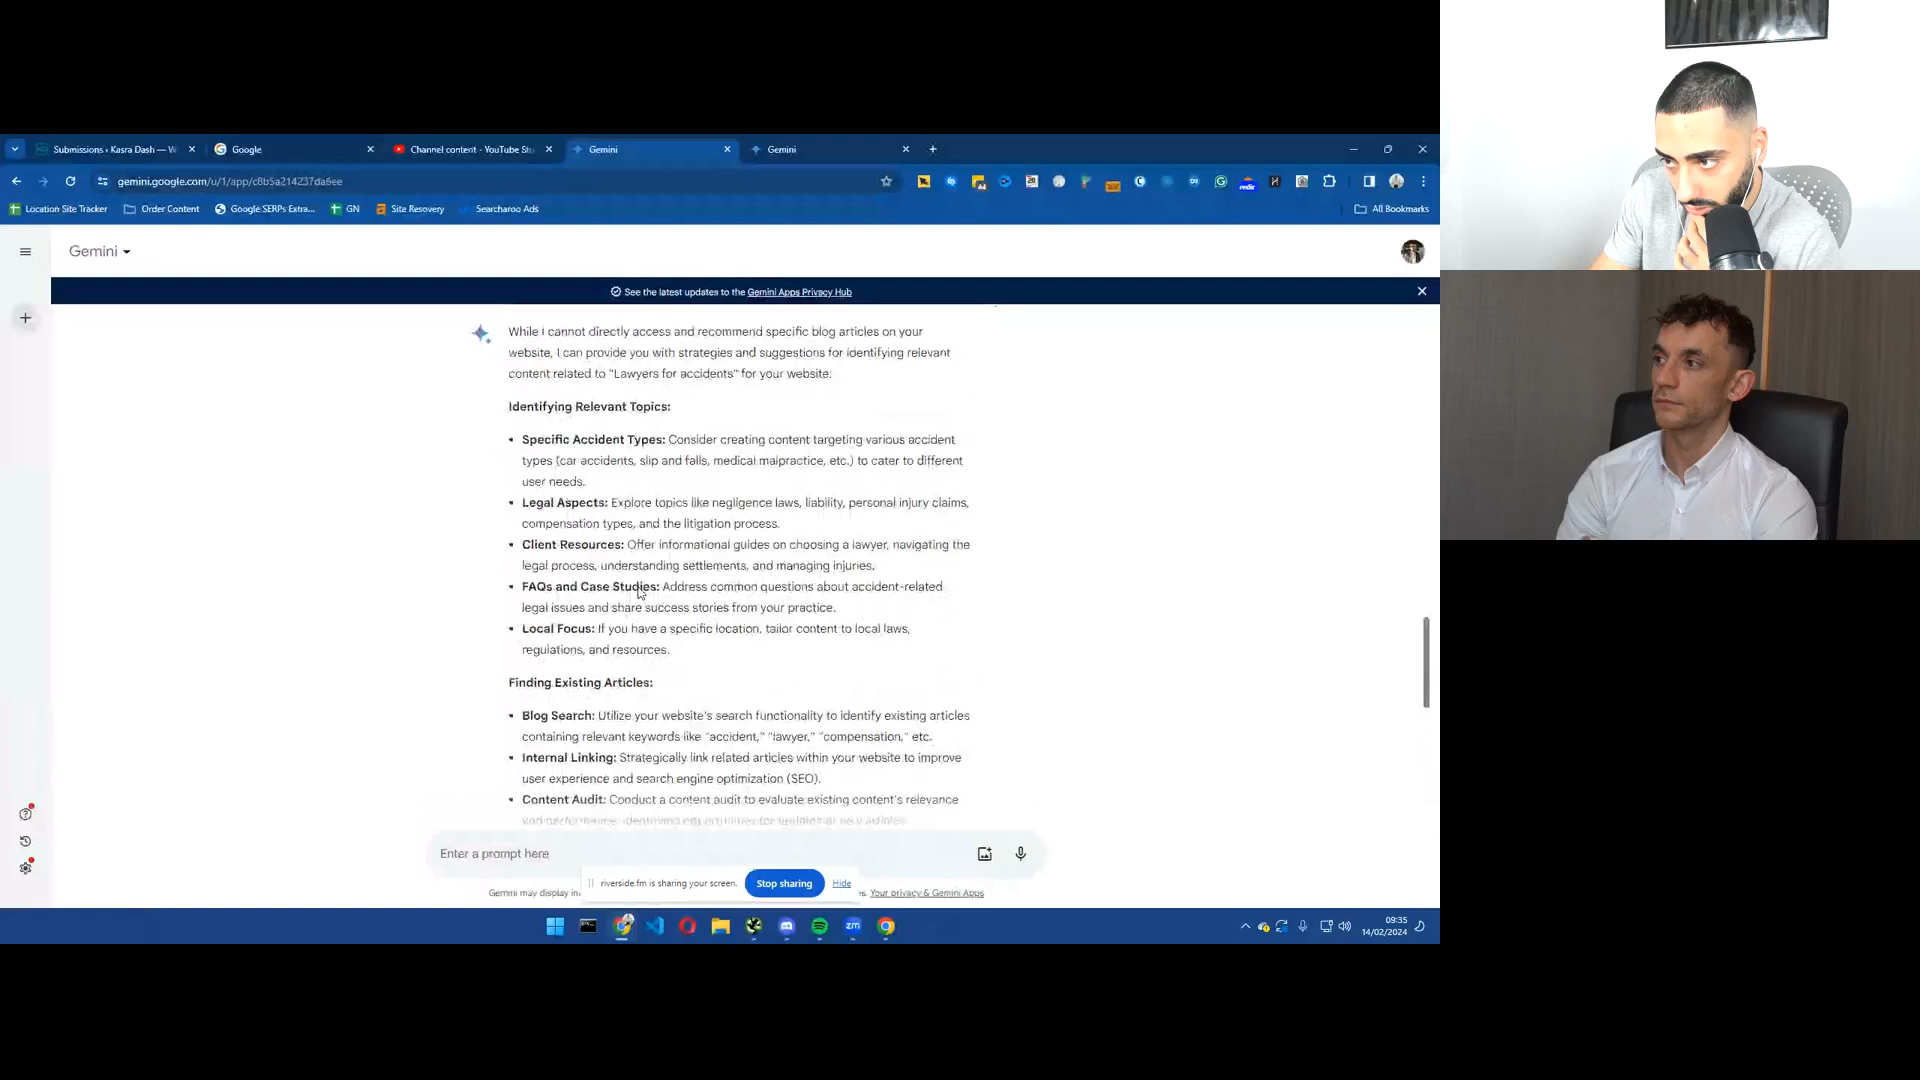 Submissions ‹ Kasra Dash — W
Google
Channel content - YouTube Stu
Gemini
Gemini
gemini.google.com/u/1/app/c8b5a214237da6ee
Location Site Tracker
Order Content
Google SERPs Extra...
GN
Site Recovery
Searcharoo Ads
All Bookmarks
Gemini
See the latest updates to the Gemini Apps Privacy Hub
While I cannot directly access and recommend specific blog articles on your
website, I can provide you with strategies and suggestions for identifying relevant
content related to "Lawyers for accidents" for your website:
Identifying Relevant Topics:
• Specific Accident Types: Consider creating content targeting various accident
types (car accidents, slip and falls, medical malpractice, etc.) to cater to different
user needs.
• Legal Aspects: Explore topics like negligence laws, liability, personal injury claims,
compensation types, and the litigation process.
• Client Resources: Offer informational guides on choosing a lawyer, navigating the
legal process, understanding settlements, and managing injuries.
• FAQs and Case Studies: Address common questions about accident-related
legal issues and share success stories from your practice.
• Local Focus: If you have a specific location, tailor content to local laws,
regulations, and resources.
Finding Existing Articles:
• Blog Search: Utilize your website's search functionality to identify existing articles
containing relevant keywords like "accident," "lawyer," "compensation," etc.
• Internal Linking: Strategically link related articles within your website to improve
user experience and search engine optimization (SEO).
• Content Audit: Conduct a content audit to evaluate existing content's relevance
and performance, identifying opportunities for updates or new articles.
Enter a prompt here
riverside.fm is sharing your screen.
Stop sharing
Hide
Gemini may display in
Your privacy & Gemini Apps
09:35
14/02/2024